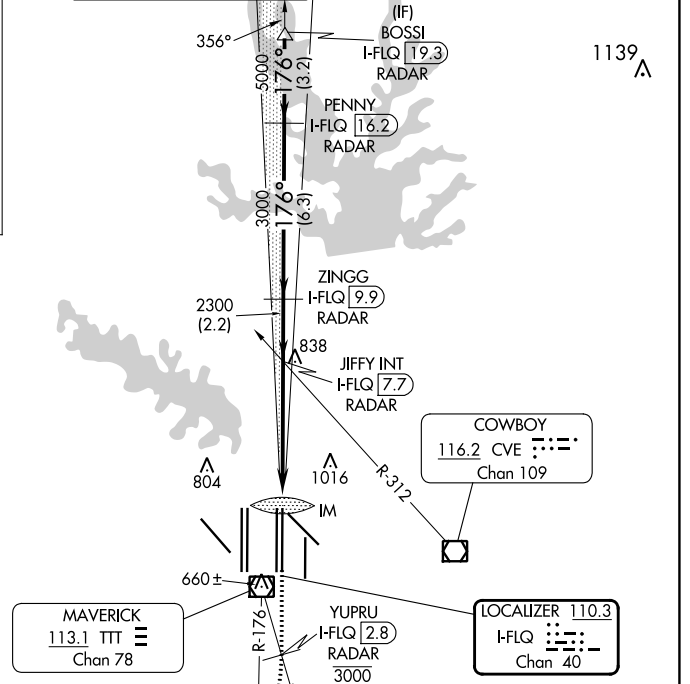 (IF)
BOSSI
I-FLQ 19.3
RADAR
356°
1139
5000
176°
(3.2)
PENNY
I-FLQ 16.2
RADAR
3000
176°
(6.3)
ZINGG
I-FLQ 9.9
RADAR
2300
(2.2)
838
JIFFY INT
I-FLQ 7.7
RADAR
COWBOY
116.2 CVE
Chan 109
R-312
804
1016
IM
660 ±
MAVERICK
113.1 TTT
Chan 78
R-176
YUPRU
I-FLQ 2.8
RADAR
3000
LOCALIZER 110.3
I-FLQ
Chan 40